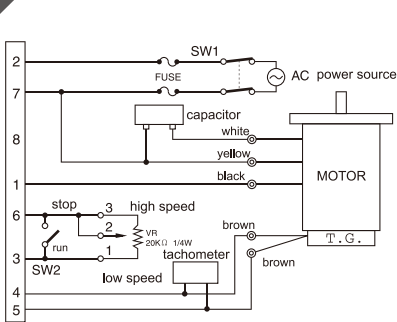 SW1
2
FUSE
AC power source
7
capacitor
8
white
yellow
1
black
MOTOR
6
stop
3
high speed
2
VR
20KΩ 1/4W
run
1
3
SW2
tachometer
brown
T.G.
low speed
brown
4
5